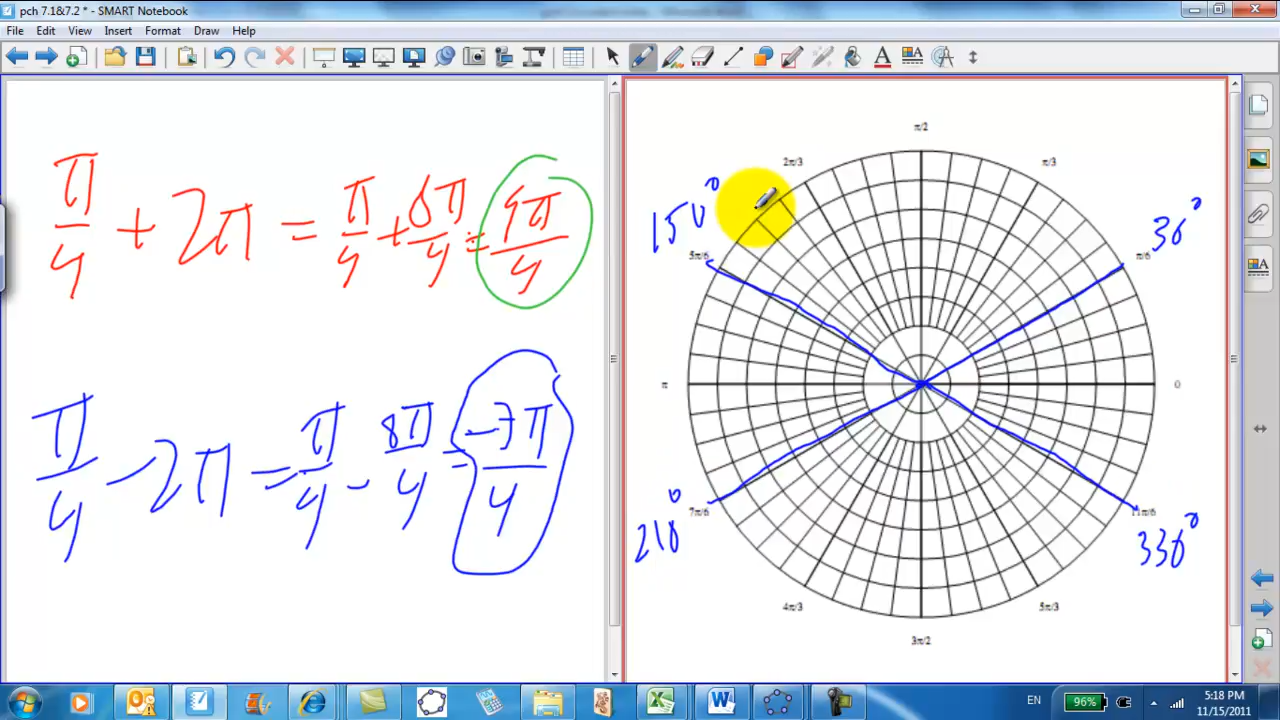 pch 7.1&7.2 * - SMART Notebook
File Edit View Insert Format Draw Help
π/4 + 2π = π/4 + 8π/4 = 9π/4
π/4 - 2π = π/4 - 8π/4 = -7π/4
π/2
2π/3 π/3
150° 30°
5π/6 π/6
π 0
7π/6 11π/6
210° 330°
4π/3 5π/3
3π/2
EN 96% 5:18 PM
11/15/2011